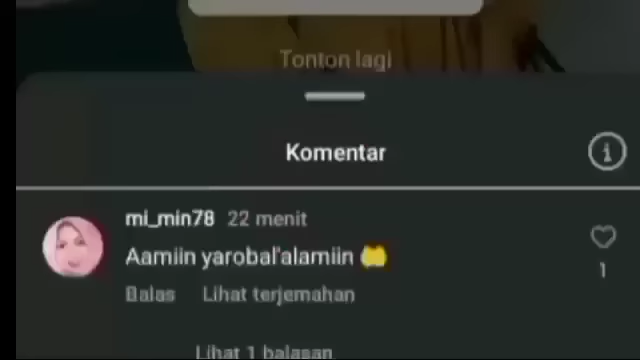 Tonton lagi
Komentar
mi_min78 22 menit
Aamiin yarobal'alamiin 🤲
1
Balas Lihat terjemahan
Lihat 1 balasan